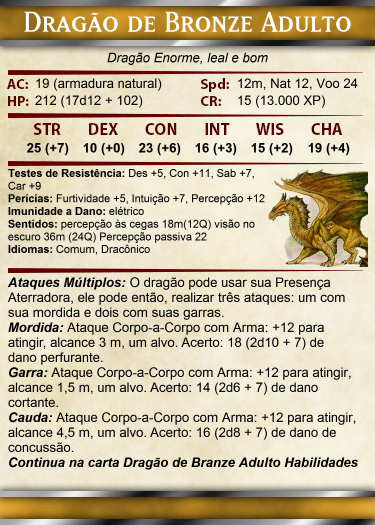 Dragão de Bronze Adulto
Dragão Enorme, leal e bom
AC: 19 (armadura natural) Spd: 12m, Nat 12, Voo 24
HP: 212 (17d12 + 102) CR: 15 (13.000 XP)
STR DEX CON INT WIS CHA
25 (+7) 10 (+0) 23 (+6) 16 (+3) 15 (+2) 19 (+4)
Testes de Resistência: Des +5, Con +11, Sab +7,
Car +9
Perícias: Furtividade +5, Intuição +7, Percepção +12
Imunidade a Dano: elétrico
Sentidos: percepção às cegas 18m(12Q) visão no
escuro 36m (24Q) Percepção passiva 22
Idiomas: Comum, Dracônico
Ataques Múltiplos: O dragão pode usar sua Presença
Aterradora, ele pode então, realizar três ataques: um com
sua mordida e dois com suas garras.
Mordida: Ataque Corpo-a-Corpo com Arma: +12 para
atingir, alcance 3 m, um alvo. Acerto: 18 (2d10 + 7) de
dano perfurante.
Garra: Ataque Corpo-a-Corpo com Arma: +12 para
atingir, alcance 1,5 m, um alvo. Acerto: 14 (2d6 + 7) de dano
cortante.
Cauda: Ataque Corpo-a-Corpo com Arma: +12 para atingir,
alcance 4,5 m, um alvo. Acerto: 16 (2d8 + 7) de dano de
concussão.
Continua na carta Dragão de Branze Adulto Habilidades